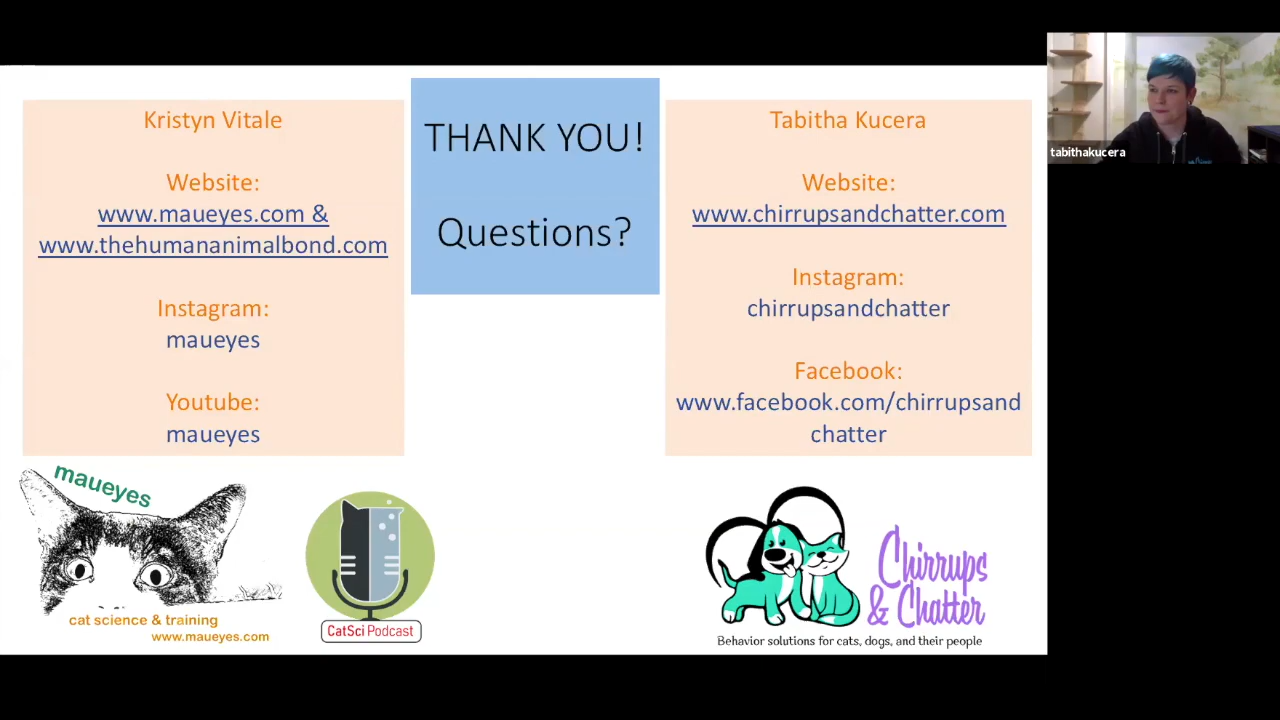 Kristyn Vitale
Website:
www.maueyes.com &
www.thehumananimalbond.com
Instagram:
maueyes
Youtube:
maueyes
THANK YOU!
Questions?
Tabitha Kucera
Website:
www.chirrupsandchatter.com
Instagram:
chirrupsandchatter
Facebook:
www.facebook.com/chirrupsand
chatter
tabithakucera
maueyes
cat science & training
www.maueyes.com
CatSci Podcast
Chirrups
& Chatter
Behavior solutions for cats, dogs, and their people